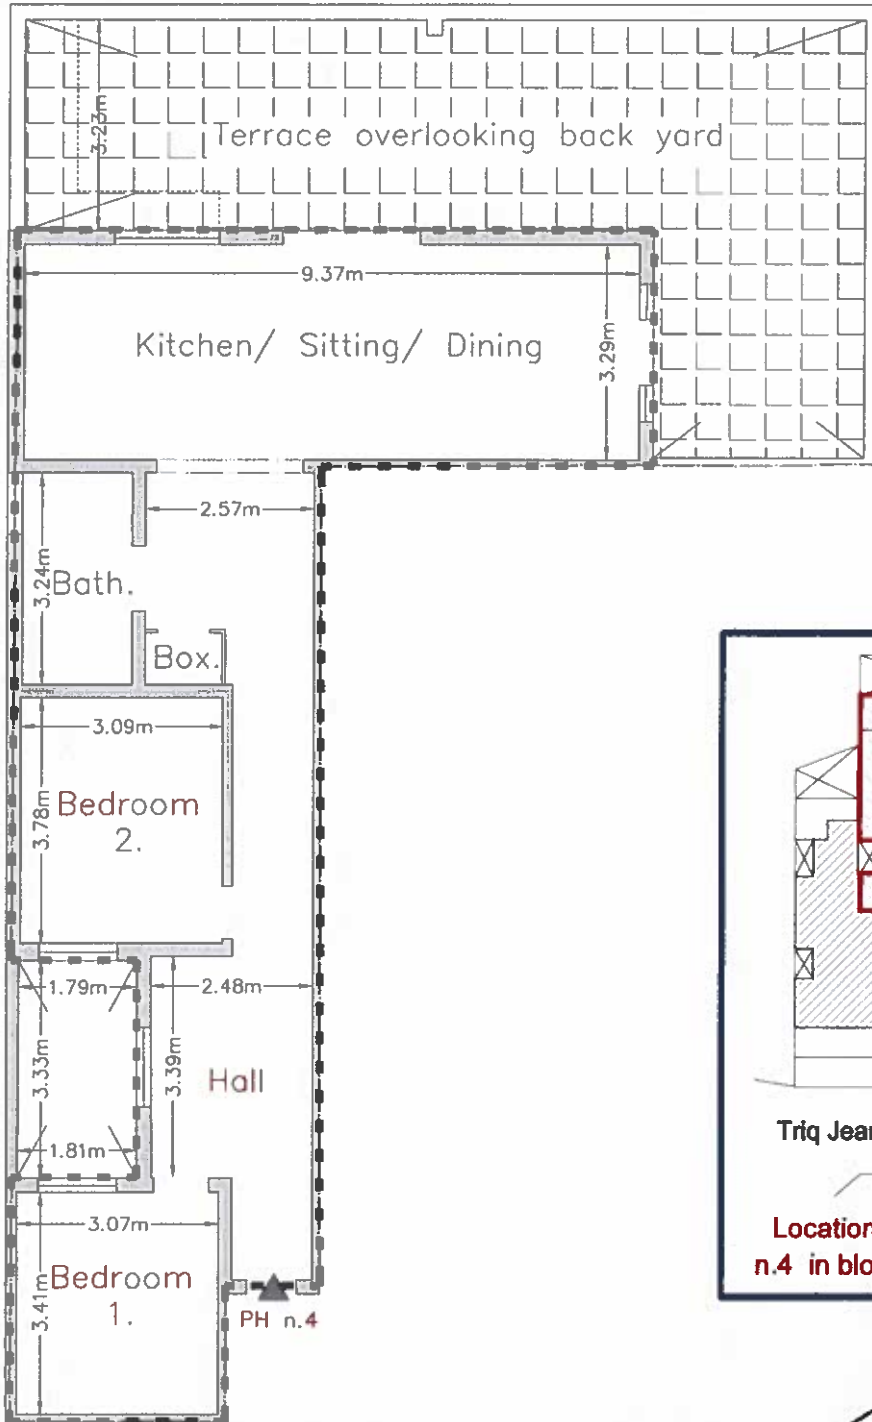 3.23m
Terrace overlooking back yard
9.37m
Kitchen/ Sitting/ Dining
3.29m
2.57m
3.24m
Bath.
Box.
3.09m
Bedroom
2.
3.78m
1.79m
2.48m
3.33m
3.39m
Hall
1.81m
3.07m
Bedroom
1.
3.41m
PH n.4
Triq Jean
Location
n.4 in blo